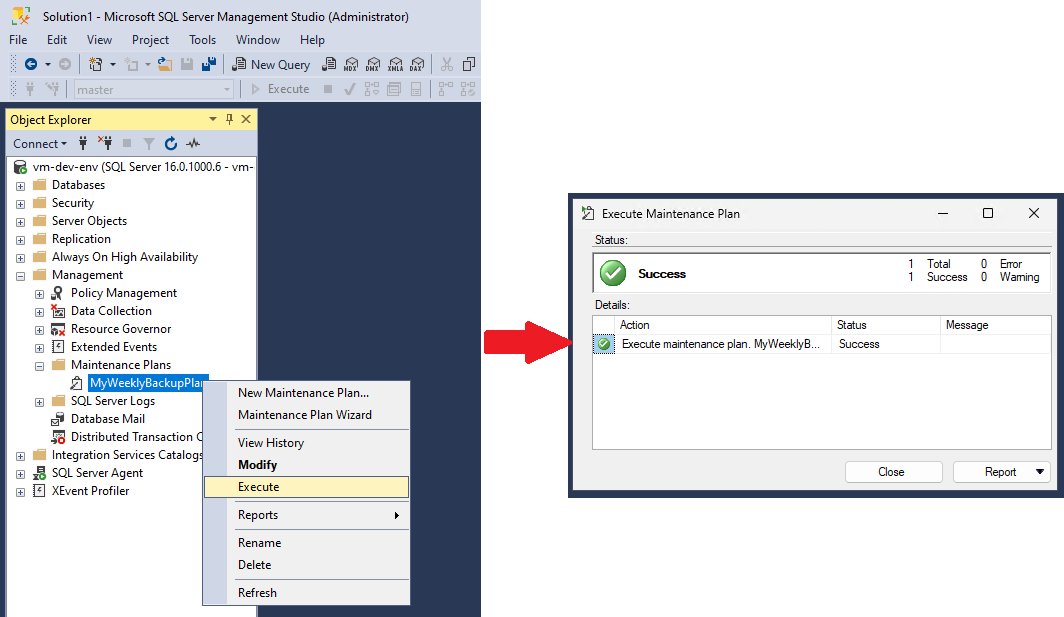 Solution1 - Microsoft SQL Server Management Studio (Administrator)
File Edit View Project Tools Window Help
New Query MDX DMX XMLA DAX
master Execute
Object Explorer
Connect
vm-dev-env (SQL Server 16.0.1000.6 - vm-
Databases
Security
Server Objects
Replication
Always On High Availability
Management
Policy Management
Data Collection
Resource Governor
Extended Events
Maintenance Plans
MyWeeklyBackupPlan
SQL Server Logs
Database Mail
Distributed Transaction C
Integration Services Catalogs
SQL Server Agent
XEvent Profiler
New Maintenance Plan...
Maintenance Plan Wizard
View History
Modify
Execute
Reports
Rename
Delete
Refresh
Execute Maintenance Plan
Status:
Success
1 Total 0 Error
1 Success 0 Warning
Details:
Action Status Message
Execute maintenance plan. MyWeeklyB... Success
Close Report